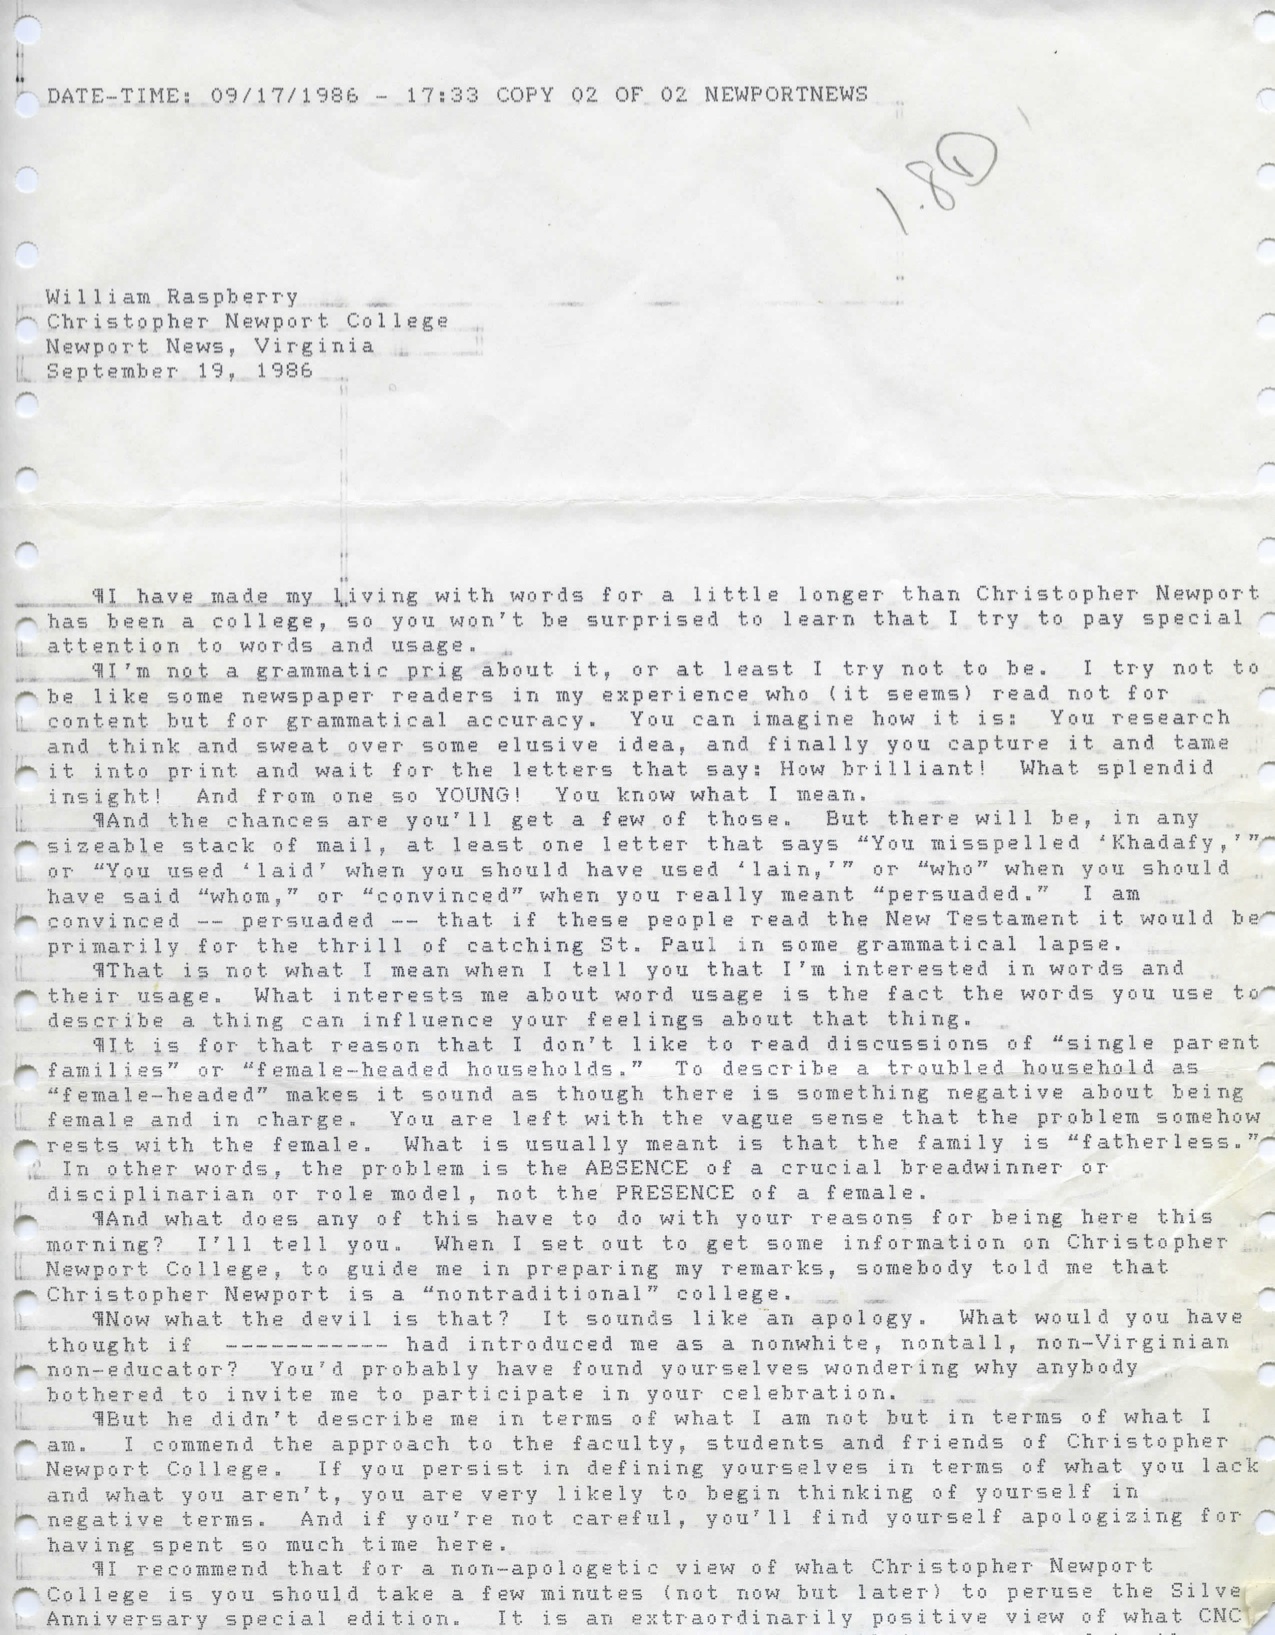 DATE-TIME: 09/17/1986 - 17:33 COPY 02 OF 02 NEWPORTNEWS
1.8D
William Raspberry
Christopher Newport College
Newport News, Virginia
September 19, 1986
¶I have made my living with words for a little longer than Christopher Newport
has been a college, so you won't be surprised to learn that I try to pay special
attention to words and usage.
¶I'm not a grammatic prig about it, or at least I try not to be.  I try not to
be like some newspaper readers in my experience who (it seems) read not for
content but for grammatical accuracy.  You can imagine how it is:  You research
and think and sweat over some elusive idea, and finally you capture it and tame
it into print and wait for the letters that say: How brilliant!  What splendid
insight!  And from one so YOUNG!  You know what I mean.
¶And the chances are you'll get a few of those.  But there will be, in any
sizeable stack of mail, at least one letter that says “You misspelled ‘Khadafy,’”
or “You used ‘laid’ when you should have used ‘lain,’” or “who” when you should
have said “whom,” or “convinced” when you really meant “persuaded.”  I am
convinced -- persuaded -- that if these people read the New Testament it would be
primarily for the thrill of catching St. Paul in some grammatical lapse.
¶That is not what I mean when I tell you that I'm interested in words and
their usage.  What interests me about word usage is the fact the words you use to
describe a thing can influence your feelings about that thing.
¶It is for that reason that I don't like to read discussions of “single parent
families” or “female-headed households.”  To describe a troubled household as
“female-headed” makes it sound as though there is something negative about being
female and in charge.  You are left with the vague sense that the problem somehow
rests with the female.  What is usually meant is that the family is “fatherless.”
In other words, the problem is the ABSENCE of a crucial breadwinner or
disciplinarian or role model, not the PRESENCE of a female.
¶And what does any of this have to do with your reasons for being here this
morning?  I'll tell you.  When I set out to get some information on Christopher
Newport College, to guide me in preparing my remarks, somebody told me that
Christopher Newport is a “nontraditional” college.
¶Now what the devil is that?  It sounds like an apology.  What would you have
thought if  ----------- had introduced me as a nonwhite, nontall, non-Virginian
non-educator?  You'd probably have found yourselves wondering why anybody
bothered to invite me to participate in your celebration.
¶But he didn't describe me in terms of what I am not but in terms of what I
am.  I commend the approach to the faculty, students and friends of Christopher
Newport College.  If you persist in defining yourselves in terms of what you lack
and what you aren't, you are very likely to begin thinking of yourself in
negative terms.  And if you're not careful, you'll find yourself apologizing for
having spent so much time here.
¶I recommend that for a non-apologetic view of what Christopher Newport
College is you should take a few minutes (not now but later) to peruse the Silve
Anniversary special edition.  It is an extraordinarily positive view of what CNC